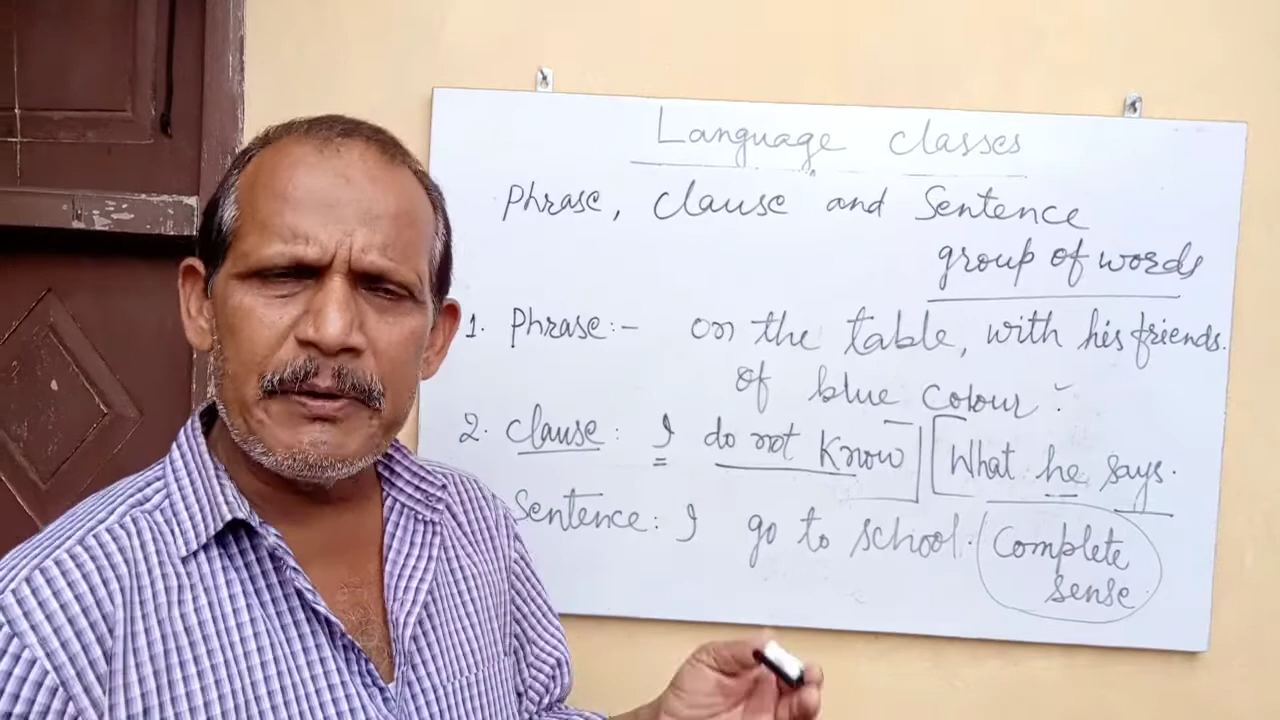 Language classes
Phrase, clause and Sentence
group of words
1. Phrase:- on the table, with his friends.
of blue colour :
2. clause: I do not know] [What he says.
Sentence: I go to school. (Complete
sense.